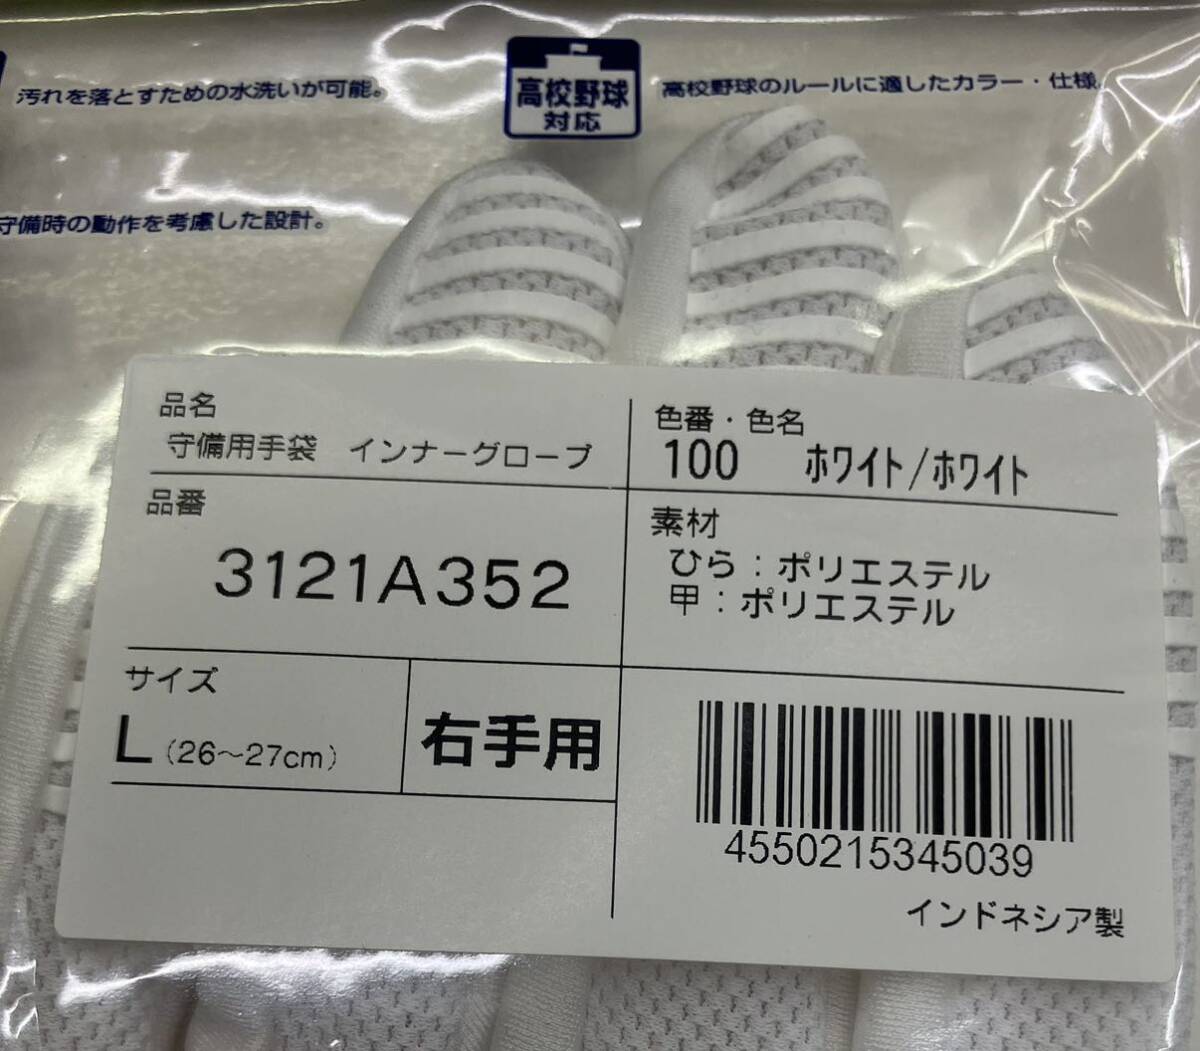 汚れを落とすための水洗いが可能。
高校野球
対応
高校野球のルールに適したカラー・仕様
守備時の動作を考慮した設計。
品名
守備用手袋 インナーグローブ
色番・色名
100 ホワイト/ホワイト
品番
3121A352
素材
ひら:ポリエステル
甲:ポリエステル
サイズ
L(26～27cm)
右手用
4550215345039
インドネシア製